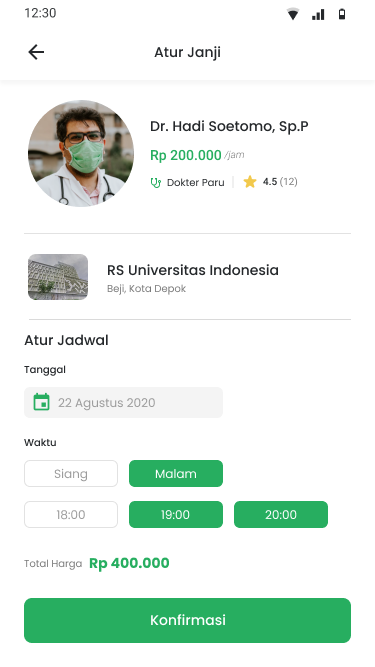 12:30
Atur Janji
Dr. Hadi Soetomo, Sp.P
Rp 200.000 /jam
Dokter Paru 4.5 (12)
RS Universitas Indonesia
Beji, Kota Depok
Atur Jadwal
Tanggal
22 Agustus 2020
Waktu
Siang Malam
18:00 19:00 20:00
Total Harga Rp 400.000
Konfirmasi